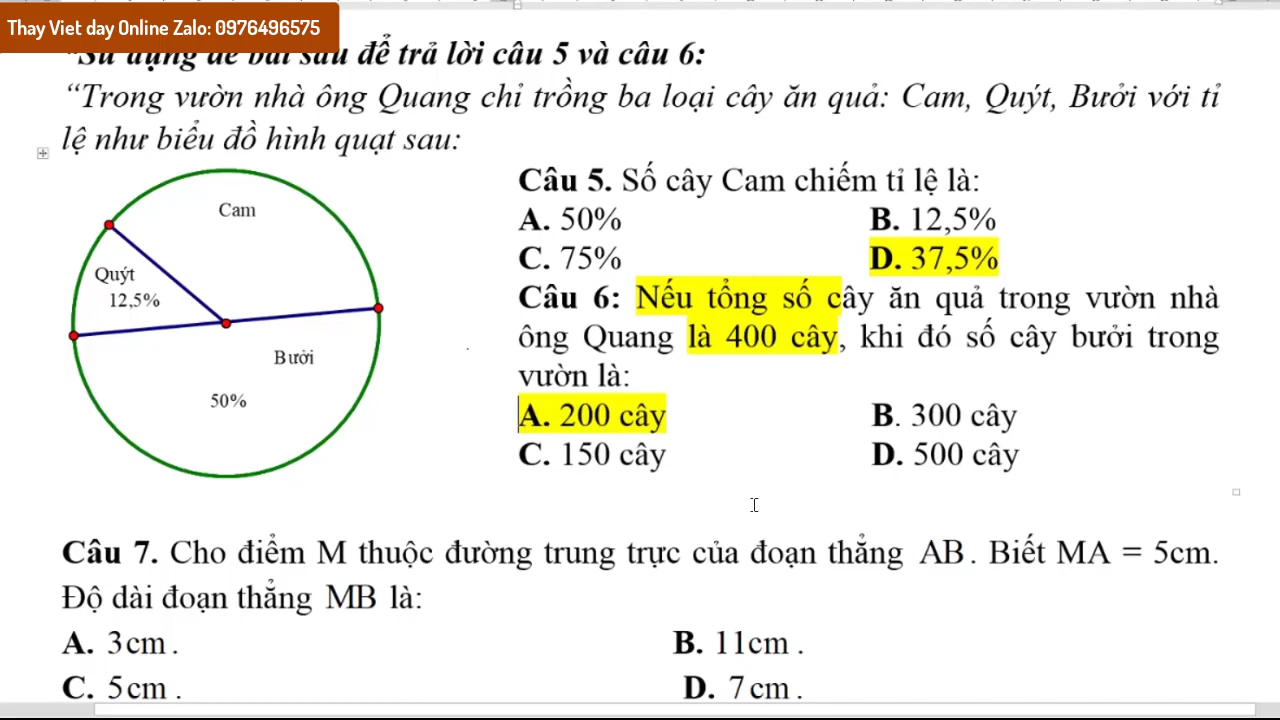 Thay Viet day Online Zalo: 0976496575
"Sử dụng đề bài sau để trả lời câu 5 và câu 6:
“Trong vườn nhà ông Quang chỉ trồng ba loại cây ăn quả: Cam, Quýt, Bưởi với tỉ
lệ như biểu đồ hình quạt sau:
Cam
Quýt
12,5%
Bưởi
50%
Câu 5. Số cây Cam chiếm tỉ lệ là:
A. 50% B. 12,5%
C. 75% D. 37,5%
Câu 6: Nếu tổng số cây ăn quả trong vườn nhà
ông Quang là 400 cây, khi đó số cây bưởi trong
vườn là:
A. 200 cây B. 300 cây
C. 150 cây D. 500 cây
Câu 7. Cho điểm M thuộc đường trung trực của đoạn thẳng AB. Biết MA = 5cm.
Độ dài đoạn thẳng MB là:
A. 3cm. B. 11cm.
C. 5cm. D. 7cm.